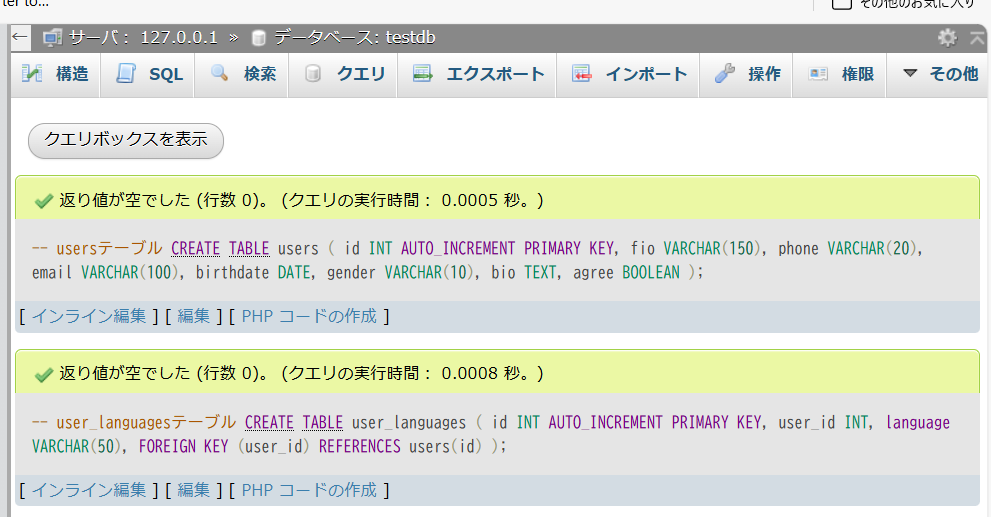 ter to...
その他のお気に入り
← サーバ： 127.0.0.1 » データベース: testdb
構造 SQL 検索 クエリ エクスポート インポート 操作 権限 ▼ その他
クエリボックスを表示
返り値が空でした (行数 0)。 (クエリの実行時間： 0.0005 秒。)
-- usersテーブル CREATE TABLE users ( id INT AUTO_INCREMENT PRIMARY KEY, fio VARCHAR(150), phone VARCHAR(20),
email VARCHAR(100), birthdate DATE, gender VARCHAR(10), bio TEXT, agree BOOLEAN );
[ インライン編集 ] [ 編集 ] [ PHP コードの作成 ]
返り値が空でした (行数 0)。 (クエリの実行時間： 0.0008 秒。)
-- user_languagesテーブル CREATE TABLE user_languages ( id INT AUTO_INCREMENT PRIMARY KEY, user_id INT, language
VARCHAR(50), FOREIGN KEY (user_id) REFERENCES users(id) );
[ インライン編集 ] [ 編集 ] [ PHP コードの作成 ]